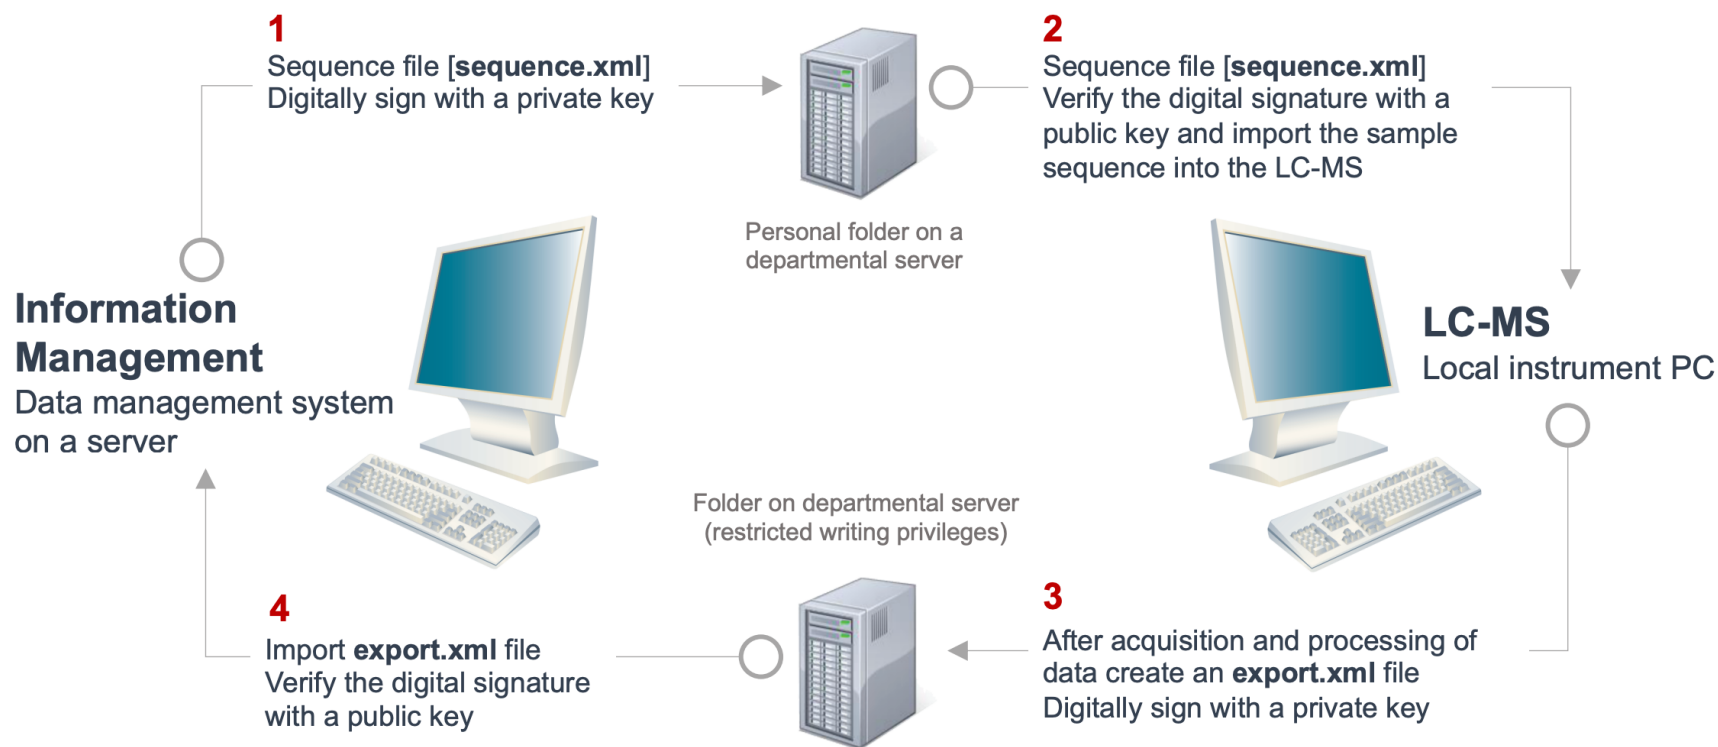 1
Sequence file [sequence.xml]
Digitally sign with a private key
2
Sequence file [sequence.xml]
Verify the digital signature with a
public key and import the sample
sequence into the LC-MS
Personal folder on a
departmental server
Information
Management
Data management system
on a server
LC-MS
Local instrument PC
Folder on departmental server
(restricted writing privileges)
4
Import export.xml file
Verify the digital signature
with a public key
3
After acquisition and processing of
data create an export.xml file
Digitally sign with a private key